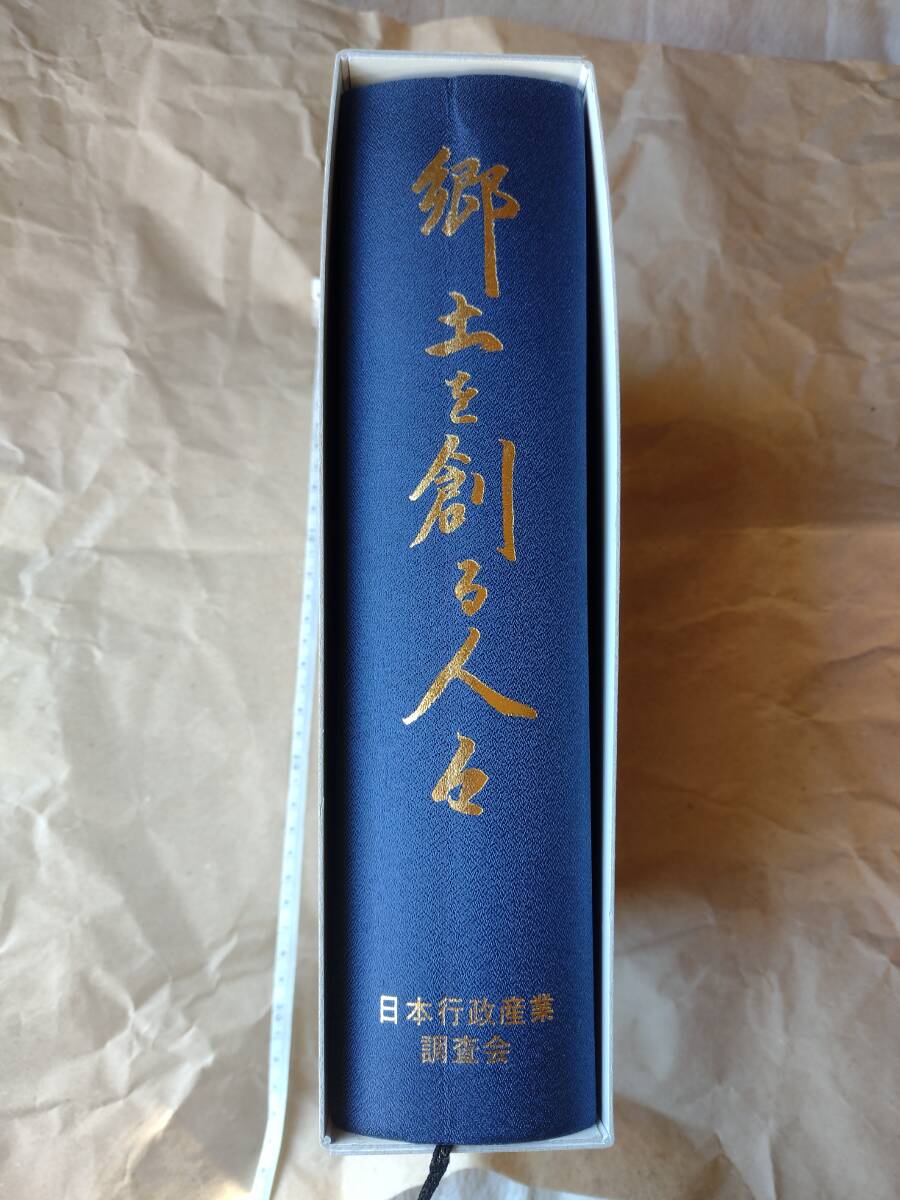 郷土を創る人々
日本行政産業
調査会